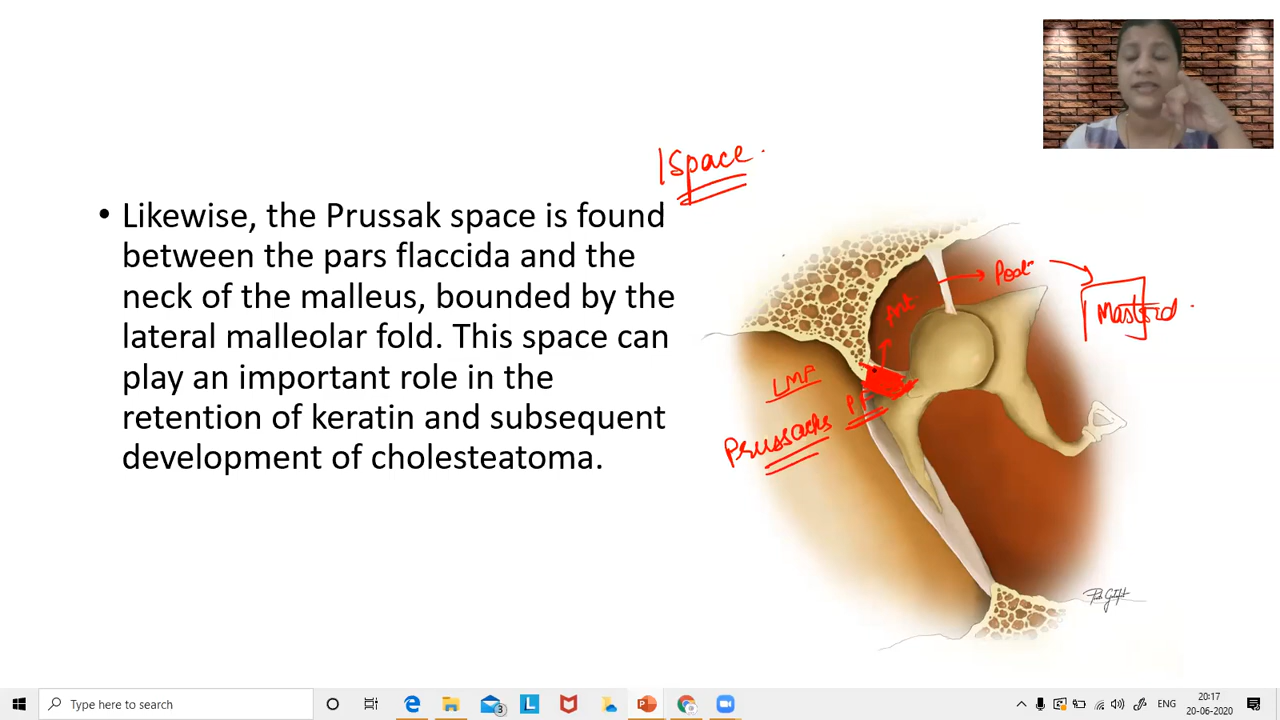 1Space
• Likewise, the Prussak space is found
between the pars flaccida and the
neck of the malleus, bounded by the
lateral malleolar fold. This space can
play an important role in the
retention of keratin and subsequent
development of cholesteatoma.
Post
Ant
Mastoid
LMF
PF
Prussacks
Type here to search
3
ENG
20:17
20-06-2020